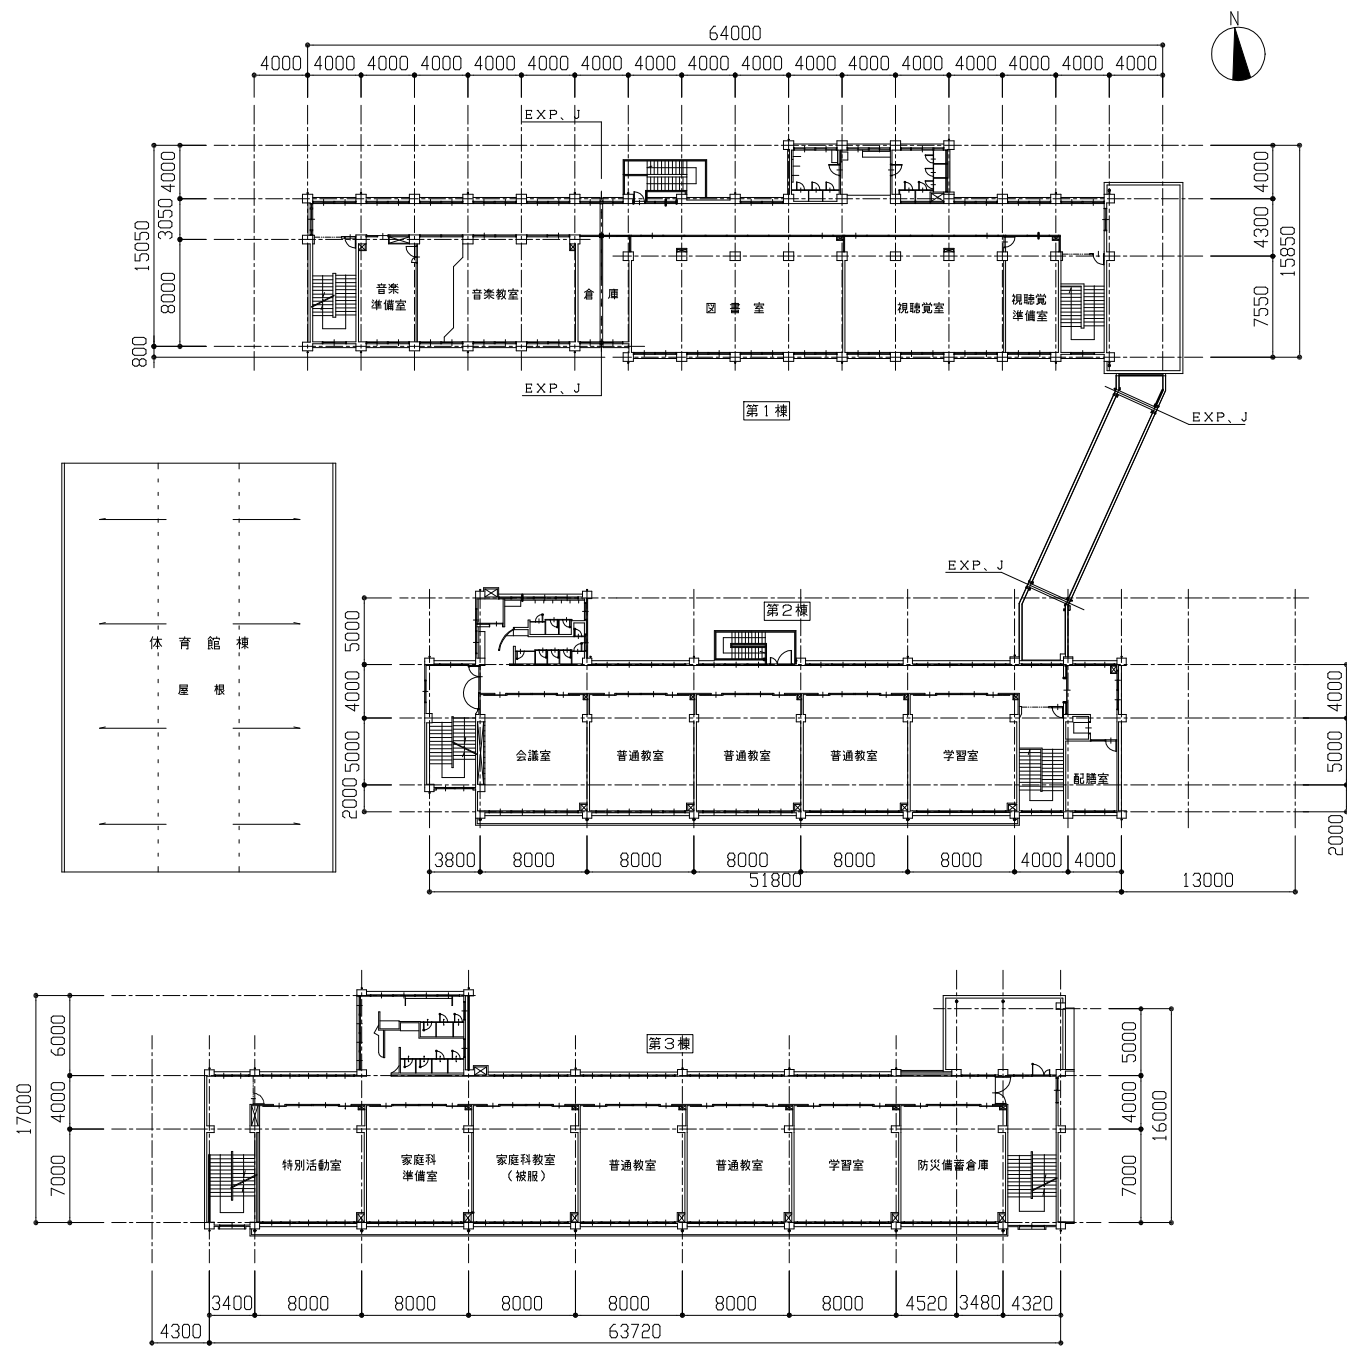 N
64000
4000 4000 4000 4000 4000 4000 4000 4000 4000 4000 4000 4000 4000 4000 4000 4000 4000
EXP、J
4000
3050
15050
8000
800
4000
4300
15850
7550
音楽
準備室
音楽教室
倉 庫
図 書 室
視聴覚室
視聴覚
準備室
EXP、J
第１棟
EXP、J
EXP、J
体 育 館 棟
屋 根
第２棟
5000
4000
5000
2000
4000
5000
2000
会議室
普通教室
普通教室
普通教室
学習室
配膳室
3800 8000 8000 8000 8000 8000 4000 4000
51800 13000
第３棟
6000
4000
17000
7000
5000
4000
16000
7000
特別活動室
家庭科
準備室
家庭科教室
（被服）
普通教室
普通教室
学習室
防災備蓄倉庫
3400 8000 8000 8000 8000 8000 8000 4520 3480 4320
4300 63720